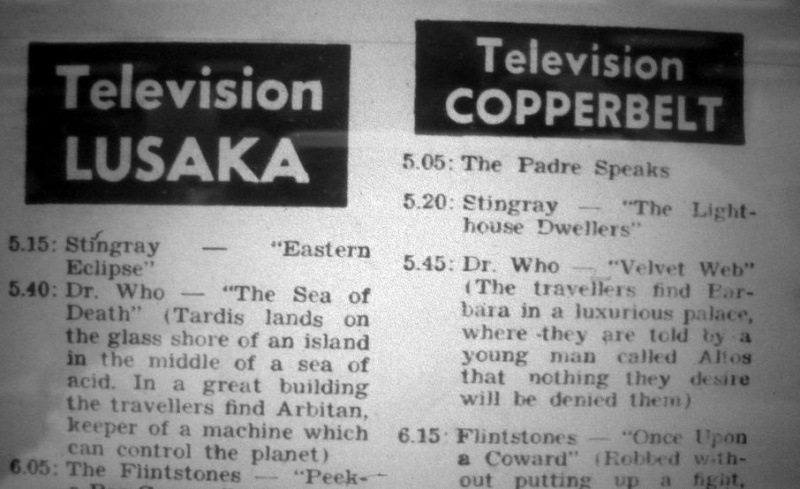 Television
LUSAKA
5.15: Stingray — "Eastern
Eclipse"
5.40: Dr. Who — "The Sea of
Death" (Tardis lands on
the glass shore of an island
in the middle of a sea of
acid. In a great building
the travellers find Arbitan,
keeper of a machine which
can control the planet)
6.05: The Flintstones — "Peek-
Television
COPPERBELT
5.05: The Padre Speaks
5.20: Stingray — "The Light-
house Dwellers"
5.45: Dr. Who — "Velvet Web"
(The travellers find Bar-
bara in a luxurious palace,
where they are told by a
young man called Altos
that nothing they desire
will be denied them)
6.15 Flintstones — "Once Upon
a Coward" (Robbed with-
out putting up a fight,